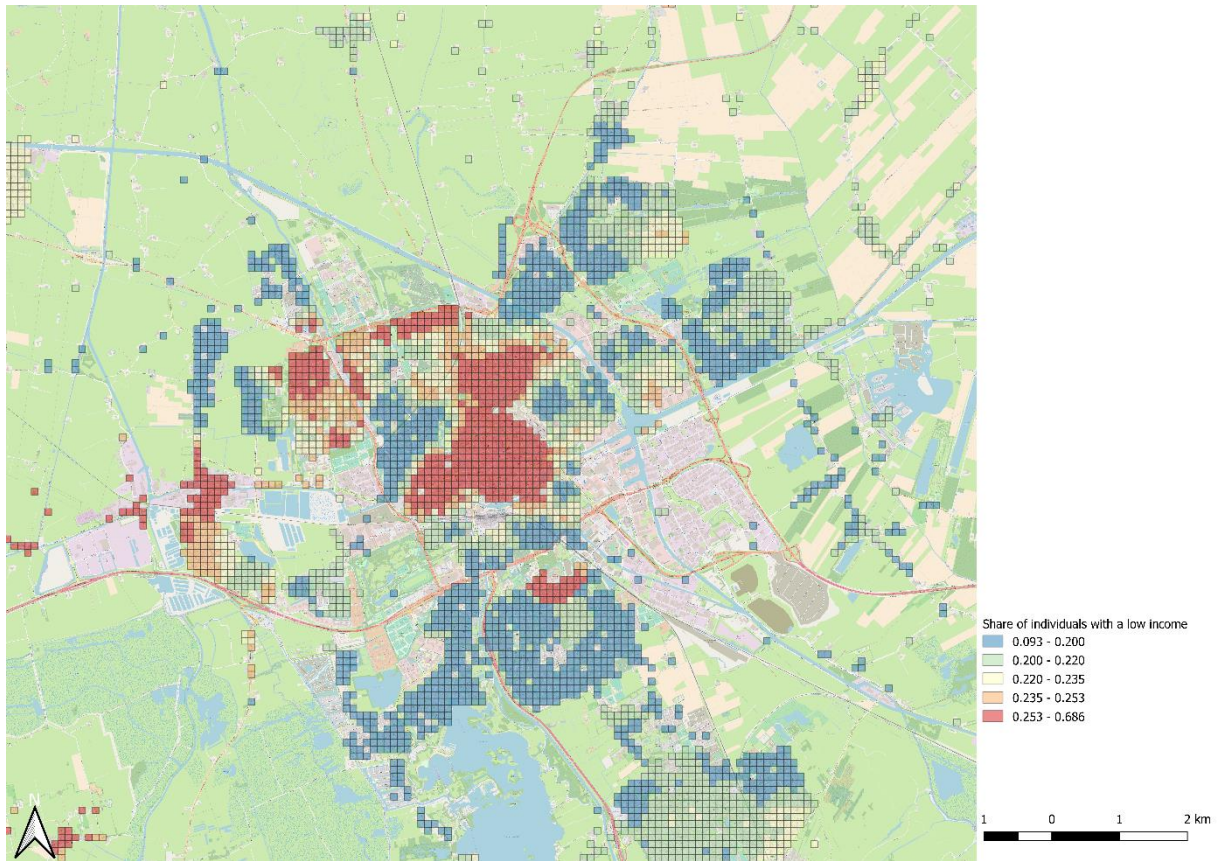 Share of individuals with a low income
0.093 - 0.200
0.200 - 0.220
0.220 - 0.235
0.235 - 0.253
0.253 - 0.686
N
1 0 1 2 km